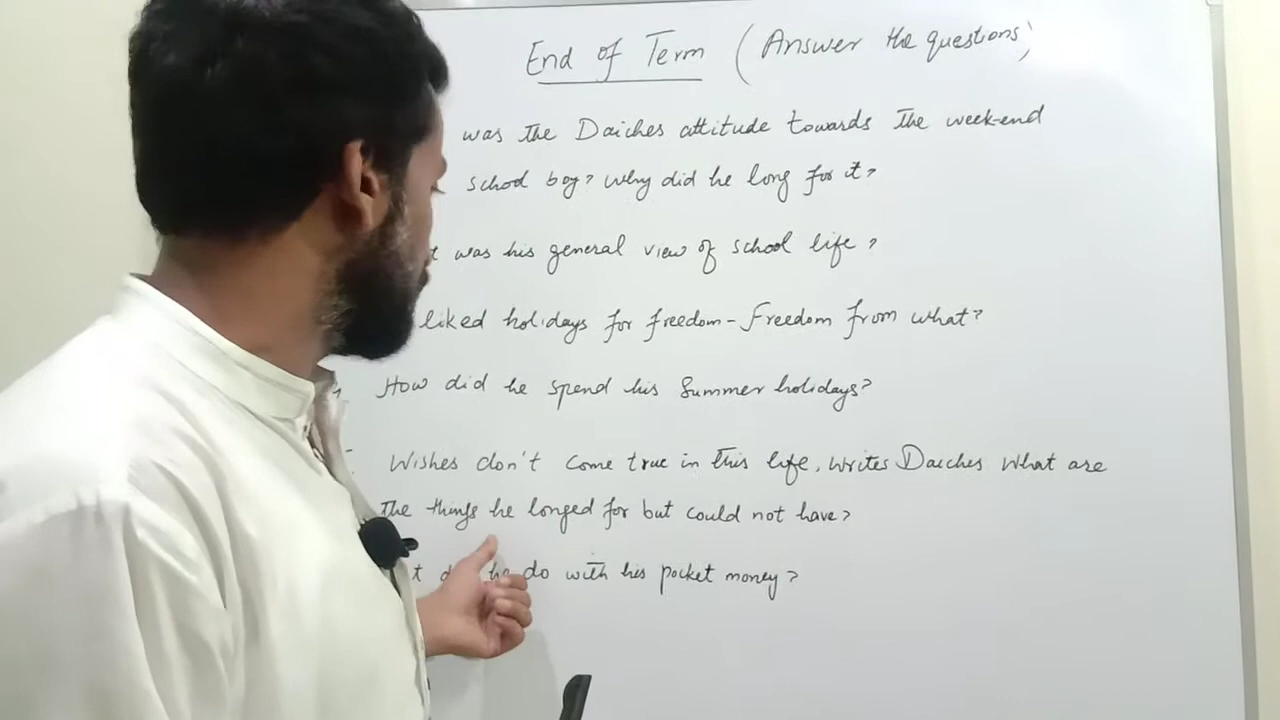 End of Term (Answer the questions)
was the Daiches attitude towards the week-end
school boy? Why did he long for it?
was his general view of school life?
liked holidays for freedom - Freedom from what?
How did he spend his Summer holidays?
Wishes don't come true in this life, writes Daiches What are
The things he longed for but could not have?
he do with his pocket money?